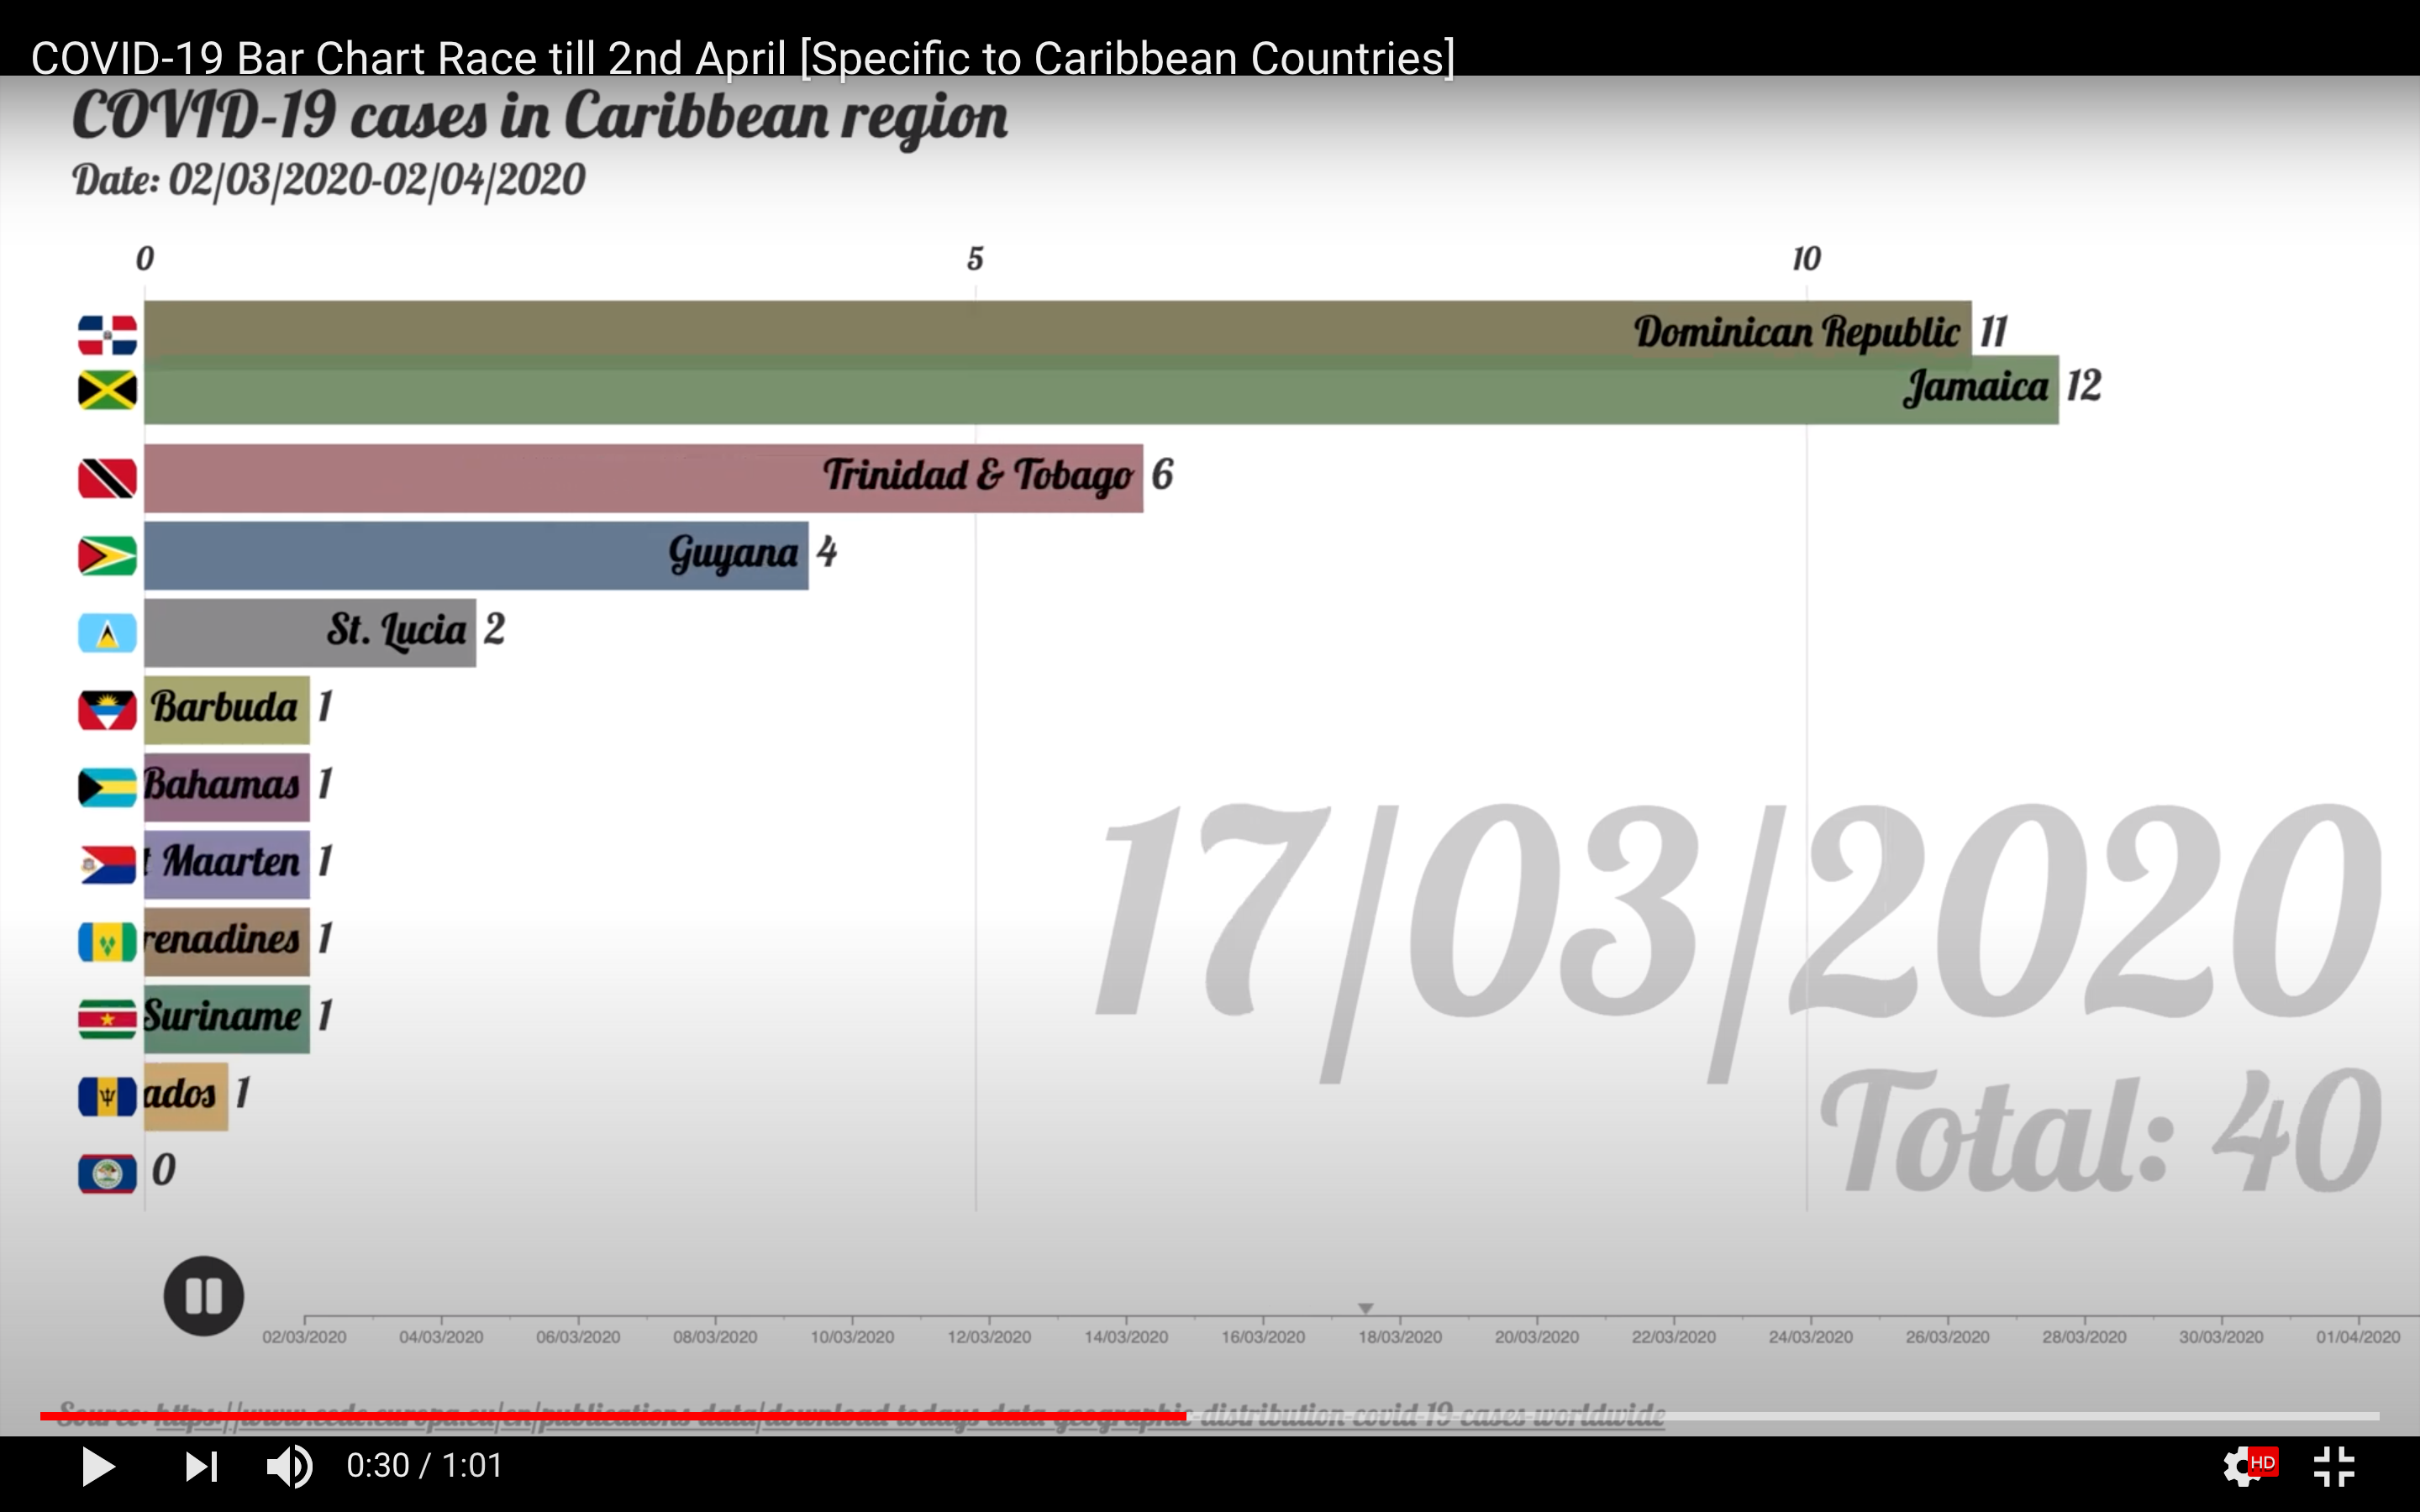 COVID-19 Bar Chart Race till 2nd April [Specific to Caribbean Countries]
COVID-19 cases in Caribbean region
Date: 02/03/2020-02/04/2020
0 5 10
Dominican Republic 11
Jamaica 12
Trinidad & Tobago 6
Guyana 4
St. Lucia 2
Barbuda 1
Bahamas 1
t Maarten 1
renadines 1
Suriname 1
ados 1
0
17/03/2020
Total: 40
02/03/2020 04/03/2020 06/03/2020 08/03/2020 10/03/2020 12/03/2020 14/03/2020 16/03/2020 18/03/2020 20/03/2020 22/03/2020 24/03/2020 26/03/2020 28/03/2020 30/03/2020 01/04/2020
Source: https://www.ecdc.europa.eu/en/publications-data/download-todays-data-geographic-distribution-covid-19-cases-worldwide
0:30 / 1:01
HD